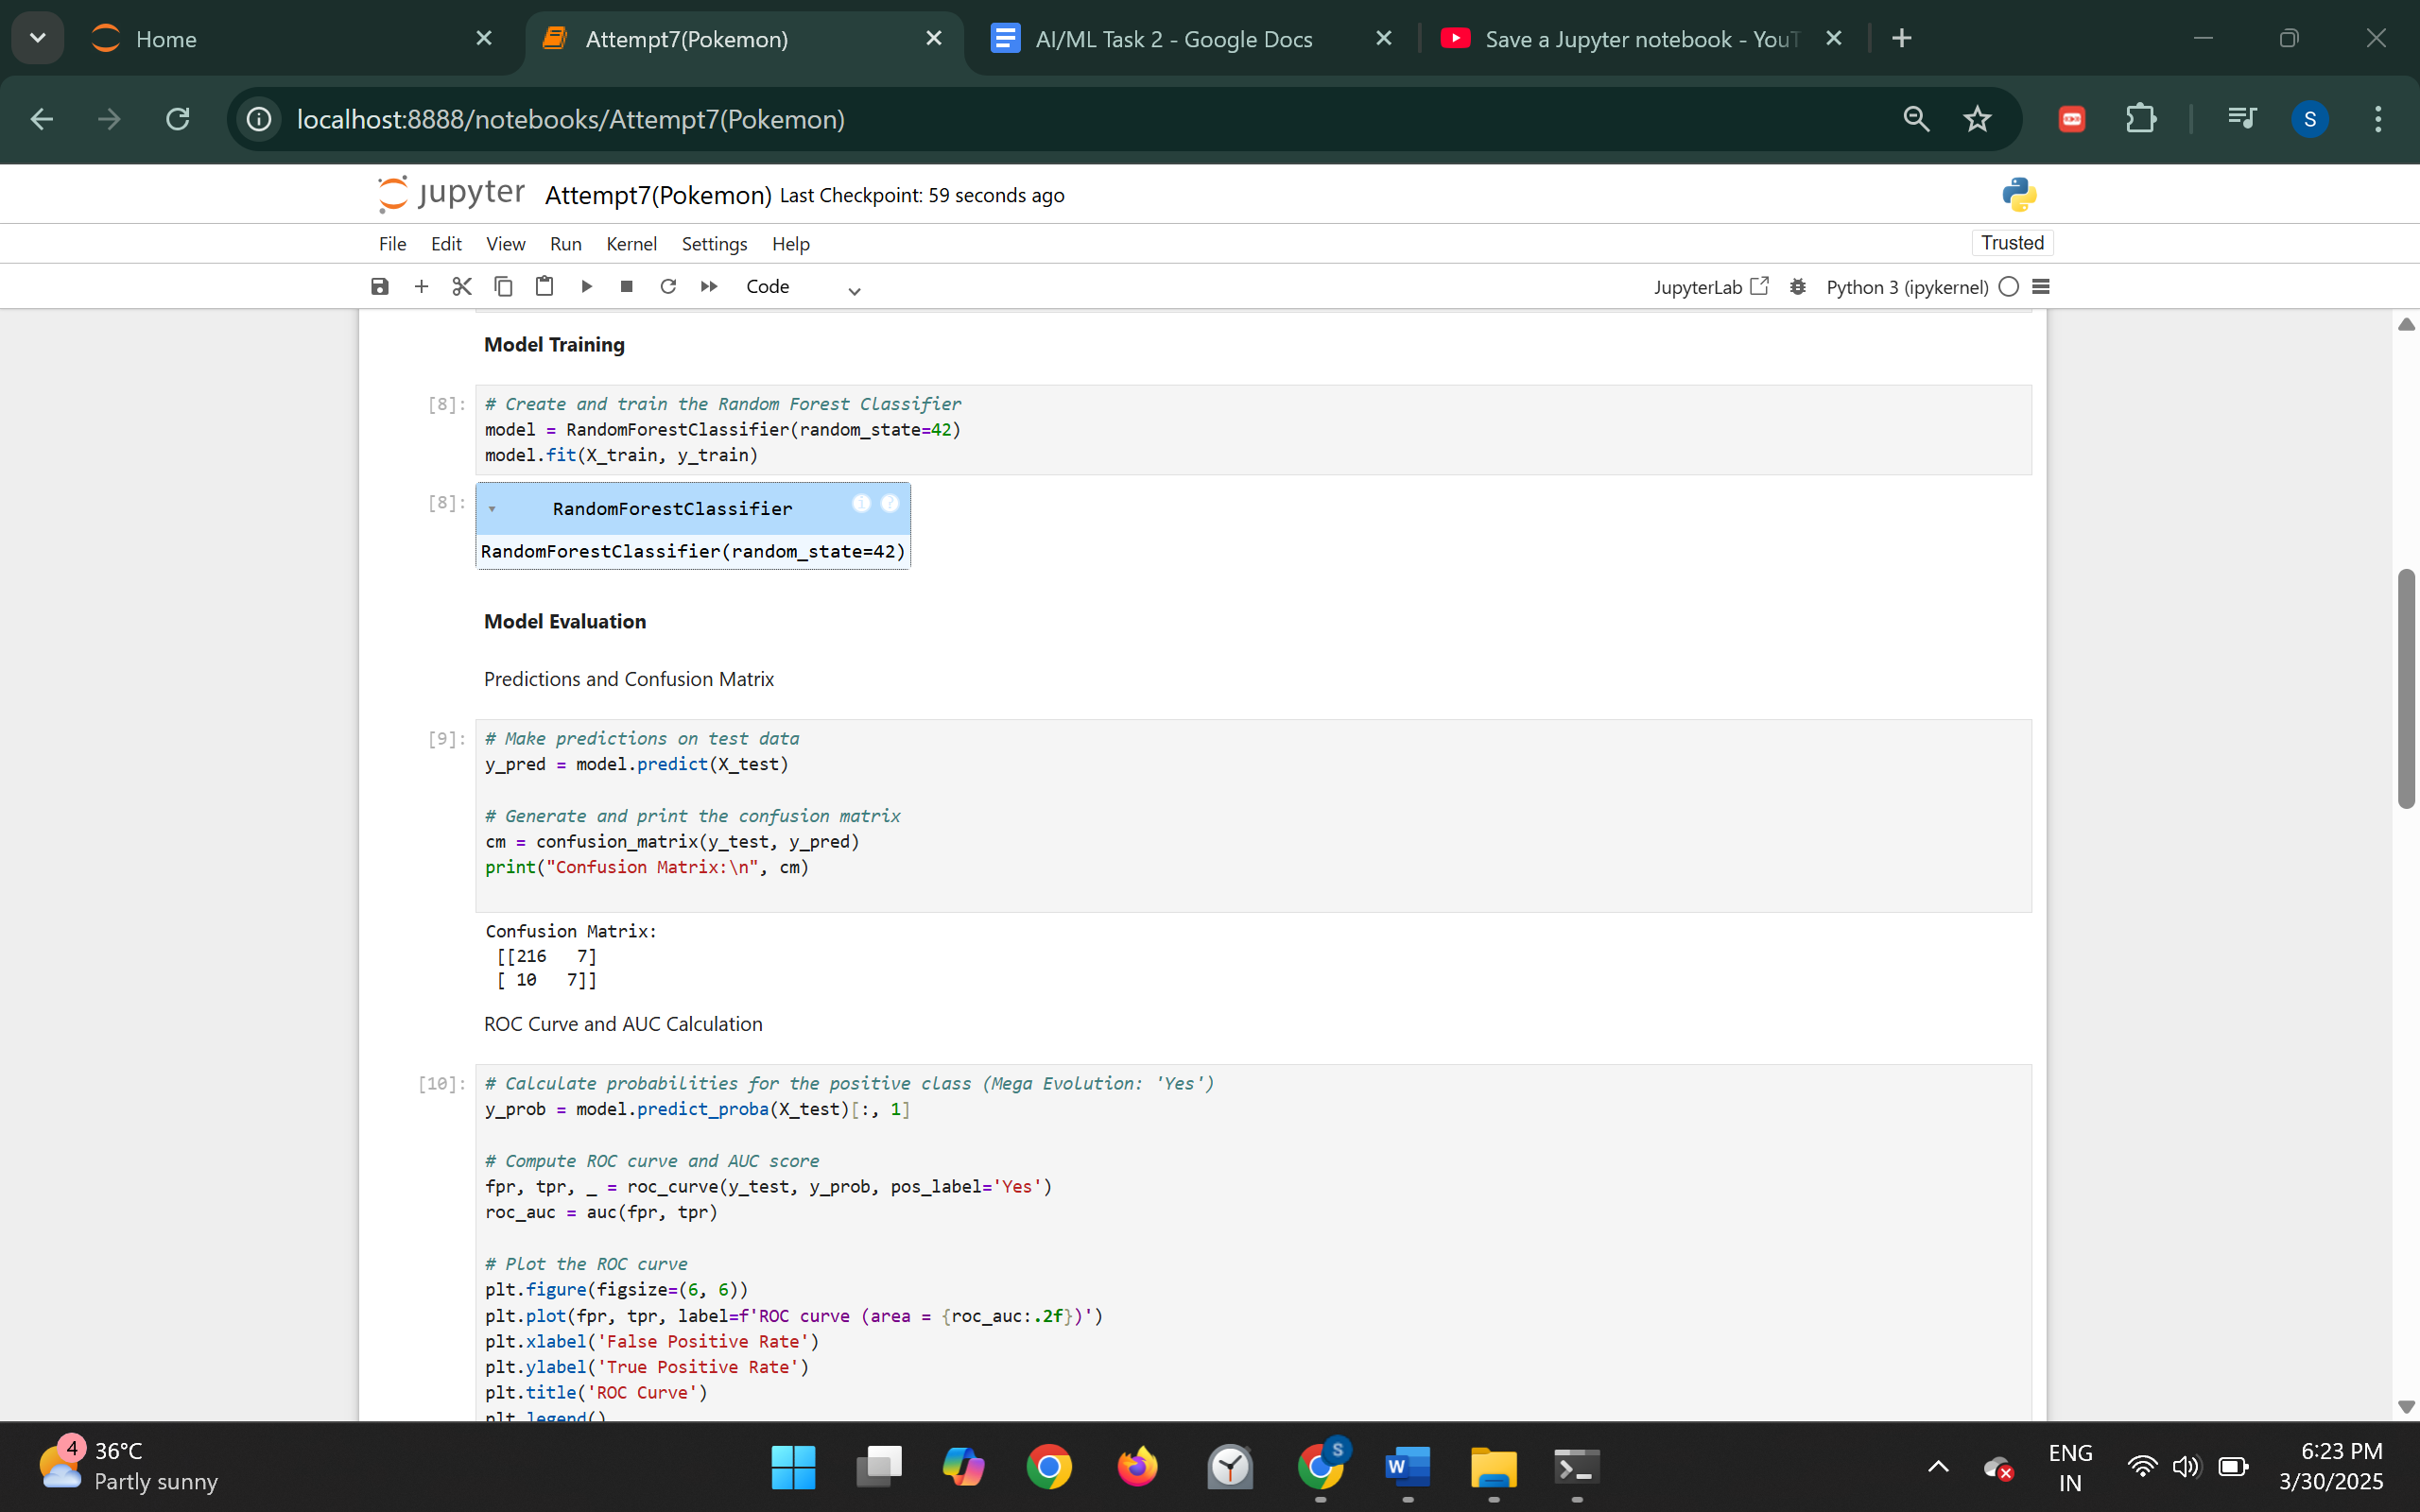 Home
Attempt7(Pokemon)
AI/ML Task 2 - Google Docs
Save a Jupyter notebook - YouT
localhost:8888/notebooks/Attempt7(Pokemon)
S
jupyter Attempt7(Pokemon) Last Checkpoint: 59 seconds ago
File Edit View Run Kernel Settings Help
Trusted
Code
JupyterLab
Python 3 (ipykernel)
Model Training
[8]: # Create and train the Random Forest Classifier
model = RandomForestClassifier(random_state=42)
model.fit(X_train, y_train)
[8]: RandomForestClassifier i ?
RandomForestClassifier(random_state=42)
Model Evaluation
Predictions and Confusion Matrix
[9]: # Make predictions on test data
y_pred = model.predict(X_test)
# Generate and print the confusion matrix
cm = confusion_matrix(y_test, y_pred)
print("Confusion Matrix:\n", cm)
Confusion Matrix:
[[216   7]
[ 10   7]]
ROC Curve and AUC Calculation
[10]: # Calculate probabilities for the positive class (Mega Evolution: 'Yes')
y_prob = model.predict_proba(X_test)[:, 1]
# Compute ROC curve and AUC score
fpr, tpr, _ = roc_curve(y_test, y_prob, pos_label='Yes')
roc_auc = auc(fpr, tpr)
# Plot the ROC curve
plt.figure(figsize=(6, 6))
plt.plot(fpr, tpr, label=f'ROC curve (area = {roc_auc:.2f})')
plt.xlabel('False Positive Rate')
plt.ylabel('True Positive Rate')
plt.title('ROC Curve')
plt.legend()
4
36°C
Partly sunny
S
W
ENG
IN
6:23 PM
3/30/2025